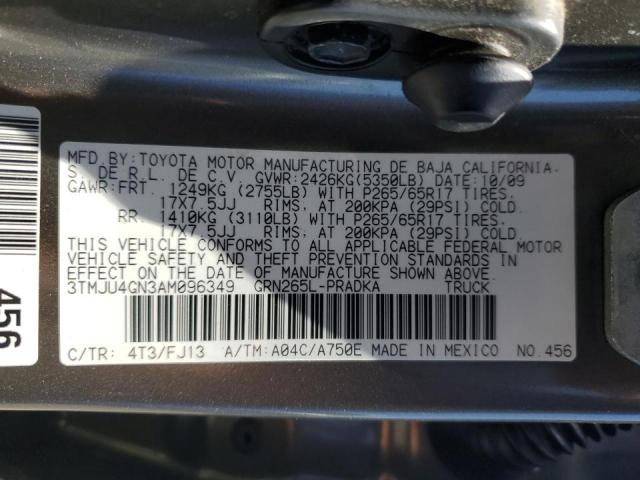 MFD. BY: TOYOTA MOTOR MANUFACTURING DE BAJA CALIFORNIA.
S. DE R.L. DE C.V. GVWR: 2426KG(5350LB) DATE: 10/09
GAWR: FRT. 1249KG (2755LB) WITH P265/65R17 TIRES.
17X7.5JJ RIMS, AT 200KPA (29PSI) COLD.
RR. 1410KG (3110LB) WITH P265/65R17 TIRES.
17X7.5JJ RIMS, AT 200KPA (29PSI) COLD.
THIS VEHICLE CONFORMS TO ALL APPLICABLE FEDERAL MOTOR
VEHICLE SAFETY AND THEFT PREVENTION STANDARDS IN
EFFECT ON THE DATE OF MANUFACTURE SHOWN ABOVE.
3TMJU4GN3AM096349 GRN265L-PRADKA TRUCK
C/TR: 4T3/FJ13 A/TM: A04C/A750E MADE IN MEXICO NO. 456
456